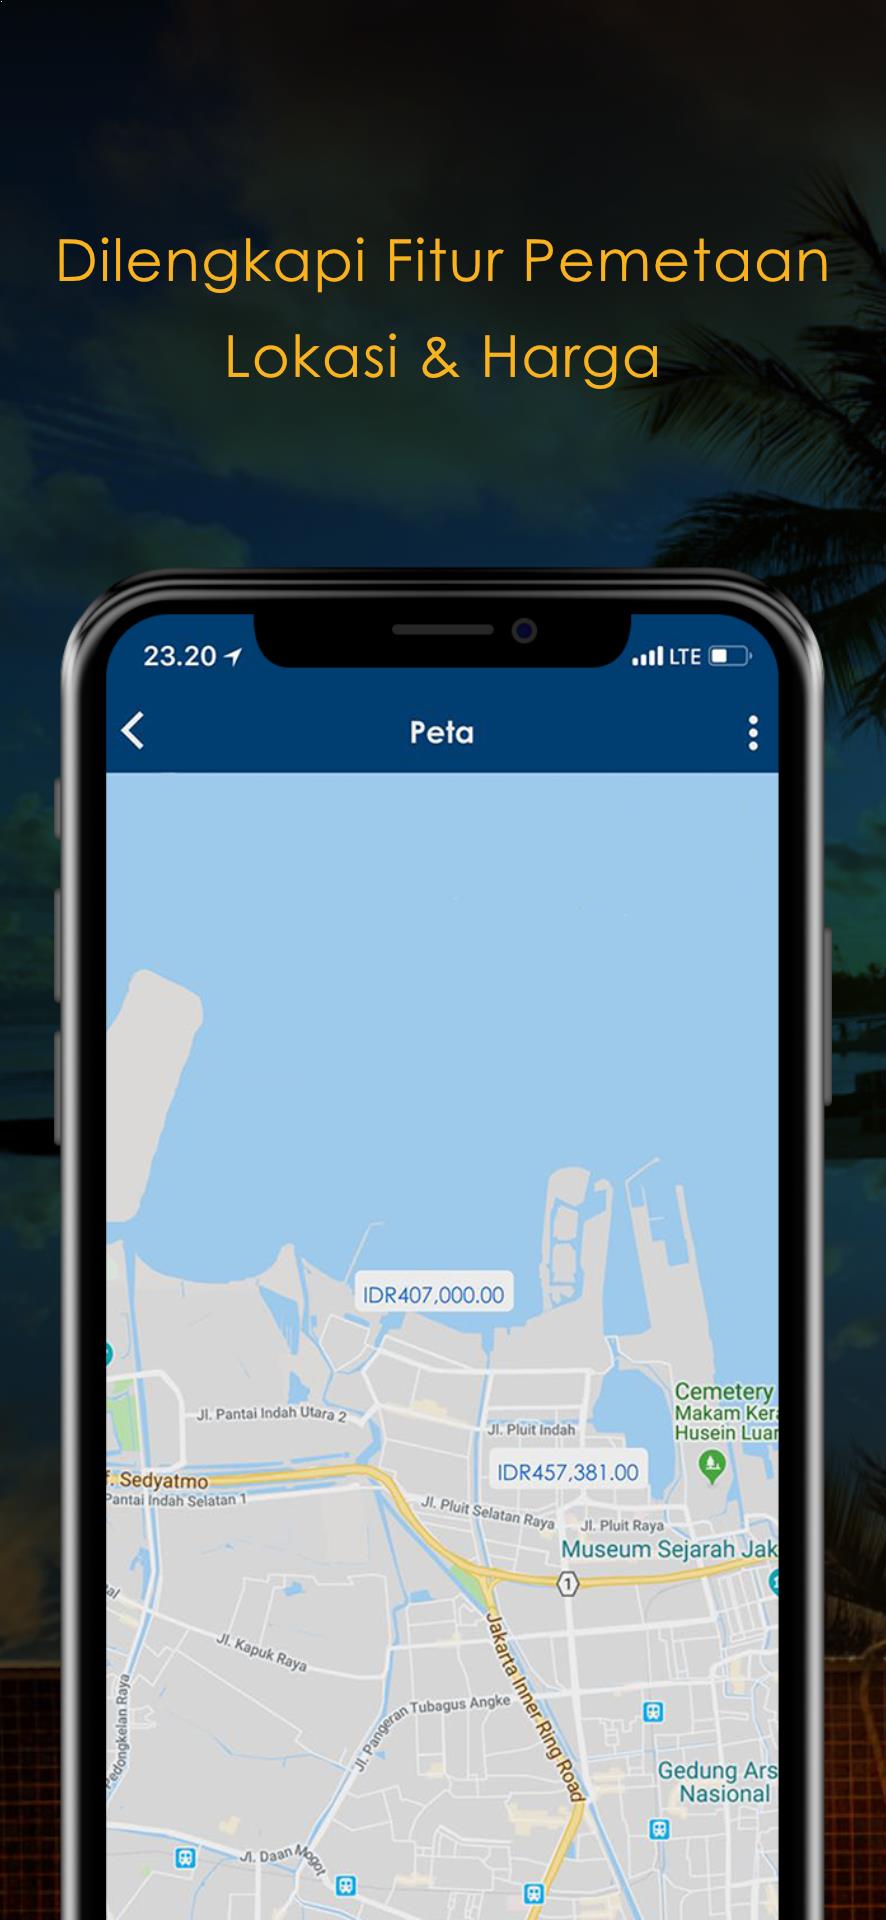 Dilengkapi Fitur Pemetaan
Lokasi & Harga
23.20
LTE
Peta
IDR407,000.00
Cemetery
Makam Ker
Husein Luar
Jl. Pantai Indah Utara 2
Jl. Pluit Indah
IDR457,381.00
f. Sedyatmo
Pantai Indah Selatan 1
Jl. Pluit Selatan Raya
Jl. Pluit Raya
Museum Sejarah Jak
1
Jl. Kapuk Raya
Jakarta Inner Ring Road
Pedongkelan Raya
Jl. Pangeran Tubagus Angke
Gedung Ars
Nasional
Jl. Daan Mogot